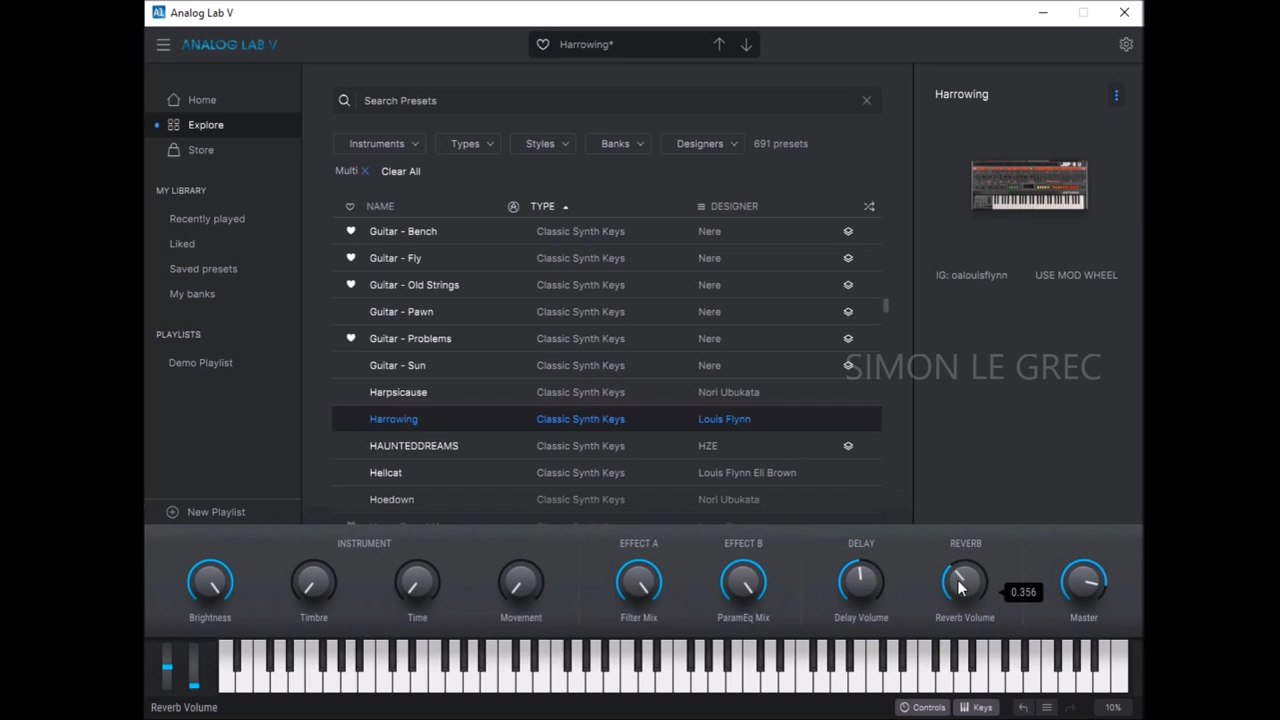 Analog Lab V
ANALOG LAB V
Harrowing*
Home
Explore
Store
MY LIBRARY
Recently played
Liked
Saved presets
My banks
PLAYLISTS
Demo Playlist
New Playlist
Search Presets
Instruments Types Styles Banks Designers 691 presets
Multi Clear All
NAME TYPE DESIGNER
Guitar - Bench Classic Synth Keys Nere
Guitar - Fly Classic Synth Keys Nere
Guitar - Old Strings Classic Synth Keys Nere
Guitar - Pawn Classic Synth Keys Nere
Guitar - Problems Classic Synth Keys Nere
Guitar - Sun Classic Synth Keys Nere
Harpsicause Classic Synth Keys Nori Ubukata
Harrowing Classic Synth Keys Louis Flynn
HAUNTEDDREAMS Classic Synth Keys HZE
Hellcat Classic Synth Keys Louis Flynn Eli Brown
Hoedown Classic Synth Keys Nori Ubukata
Harrowing
IG: oalouisflynn USE MOD WHEEL
SIMON LE GREC
INSTRUMENT EFFECT A EFFECT B DELAY REVERB
0.356
Brightness Timbre Time Movement Filter Mix ParamEq Mix Delay Volume Reverb Volume Master
Reverb Volume
Controls Keys 10%